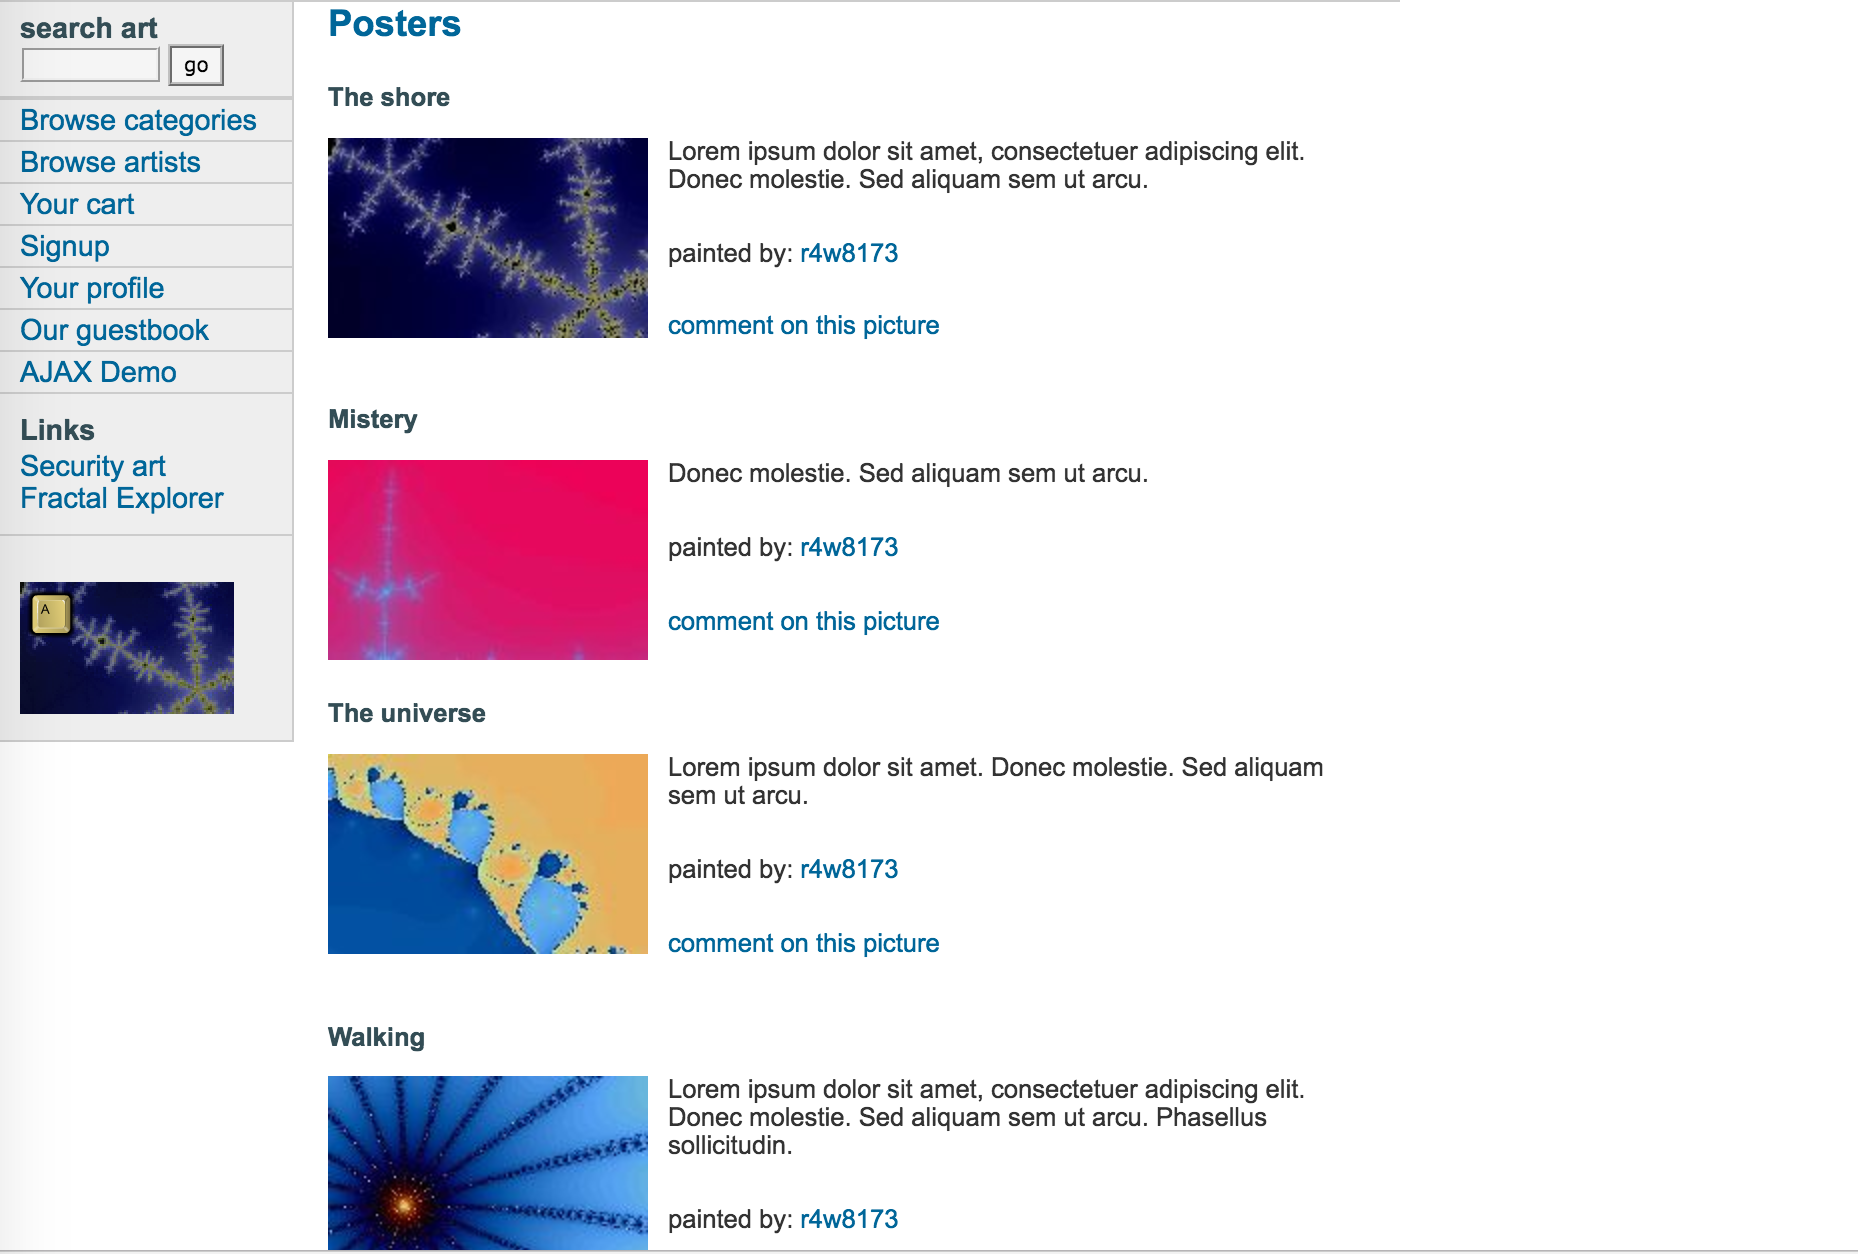 search art
go
Browse categories
Browse artists
Your cart
Signup
Your profile
Our guestbook
AJAX Demo
Links
Security art
Fractal Explorer
A
Posters
The shore
Lorem ipsum dolor sit amet, consectetuer adipiscing elit.
Donec molestie. Sed aliquam sem ut arcu.
painted by: r4w8173
comment on this picture
Mistery
Donec molestie. Sed aliquam sem ut arcu.
painted by: r4w8173
comment on this picture
The universe
Lorem ipsum dolor sit amet. Donec molestie. Sed aliquam
sem ut arcu.
painted by: r4w8173
comment on this picture
Walking
Lorem ipsum dolor sit amet, consectetuer adipiscing elit.
Donec molestie. Sed aliquam sem ut arcu. Phasellus
sollicitudin.
painted by: r4w8173